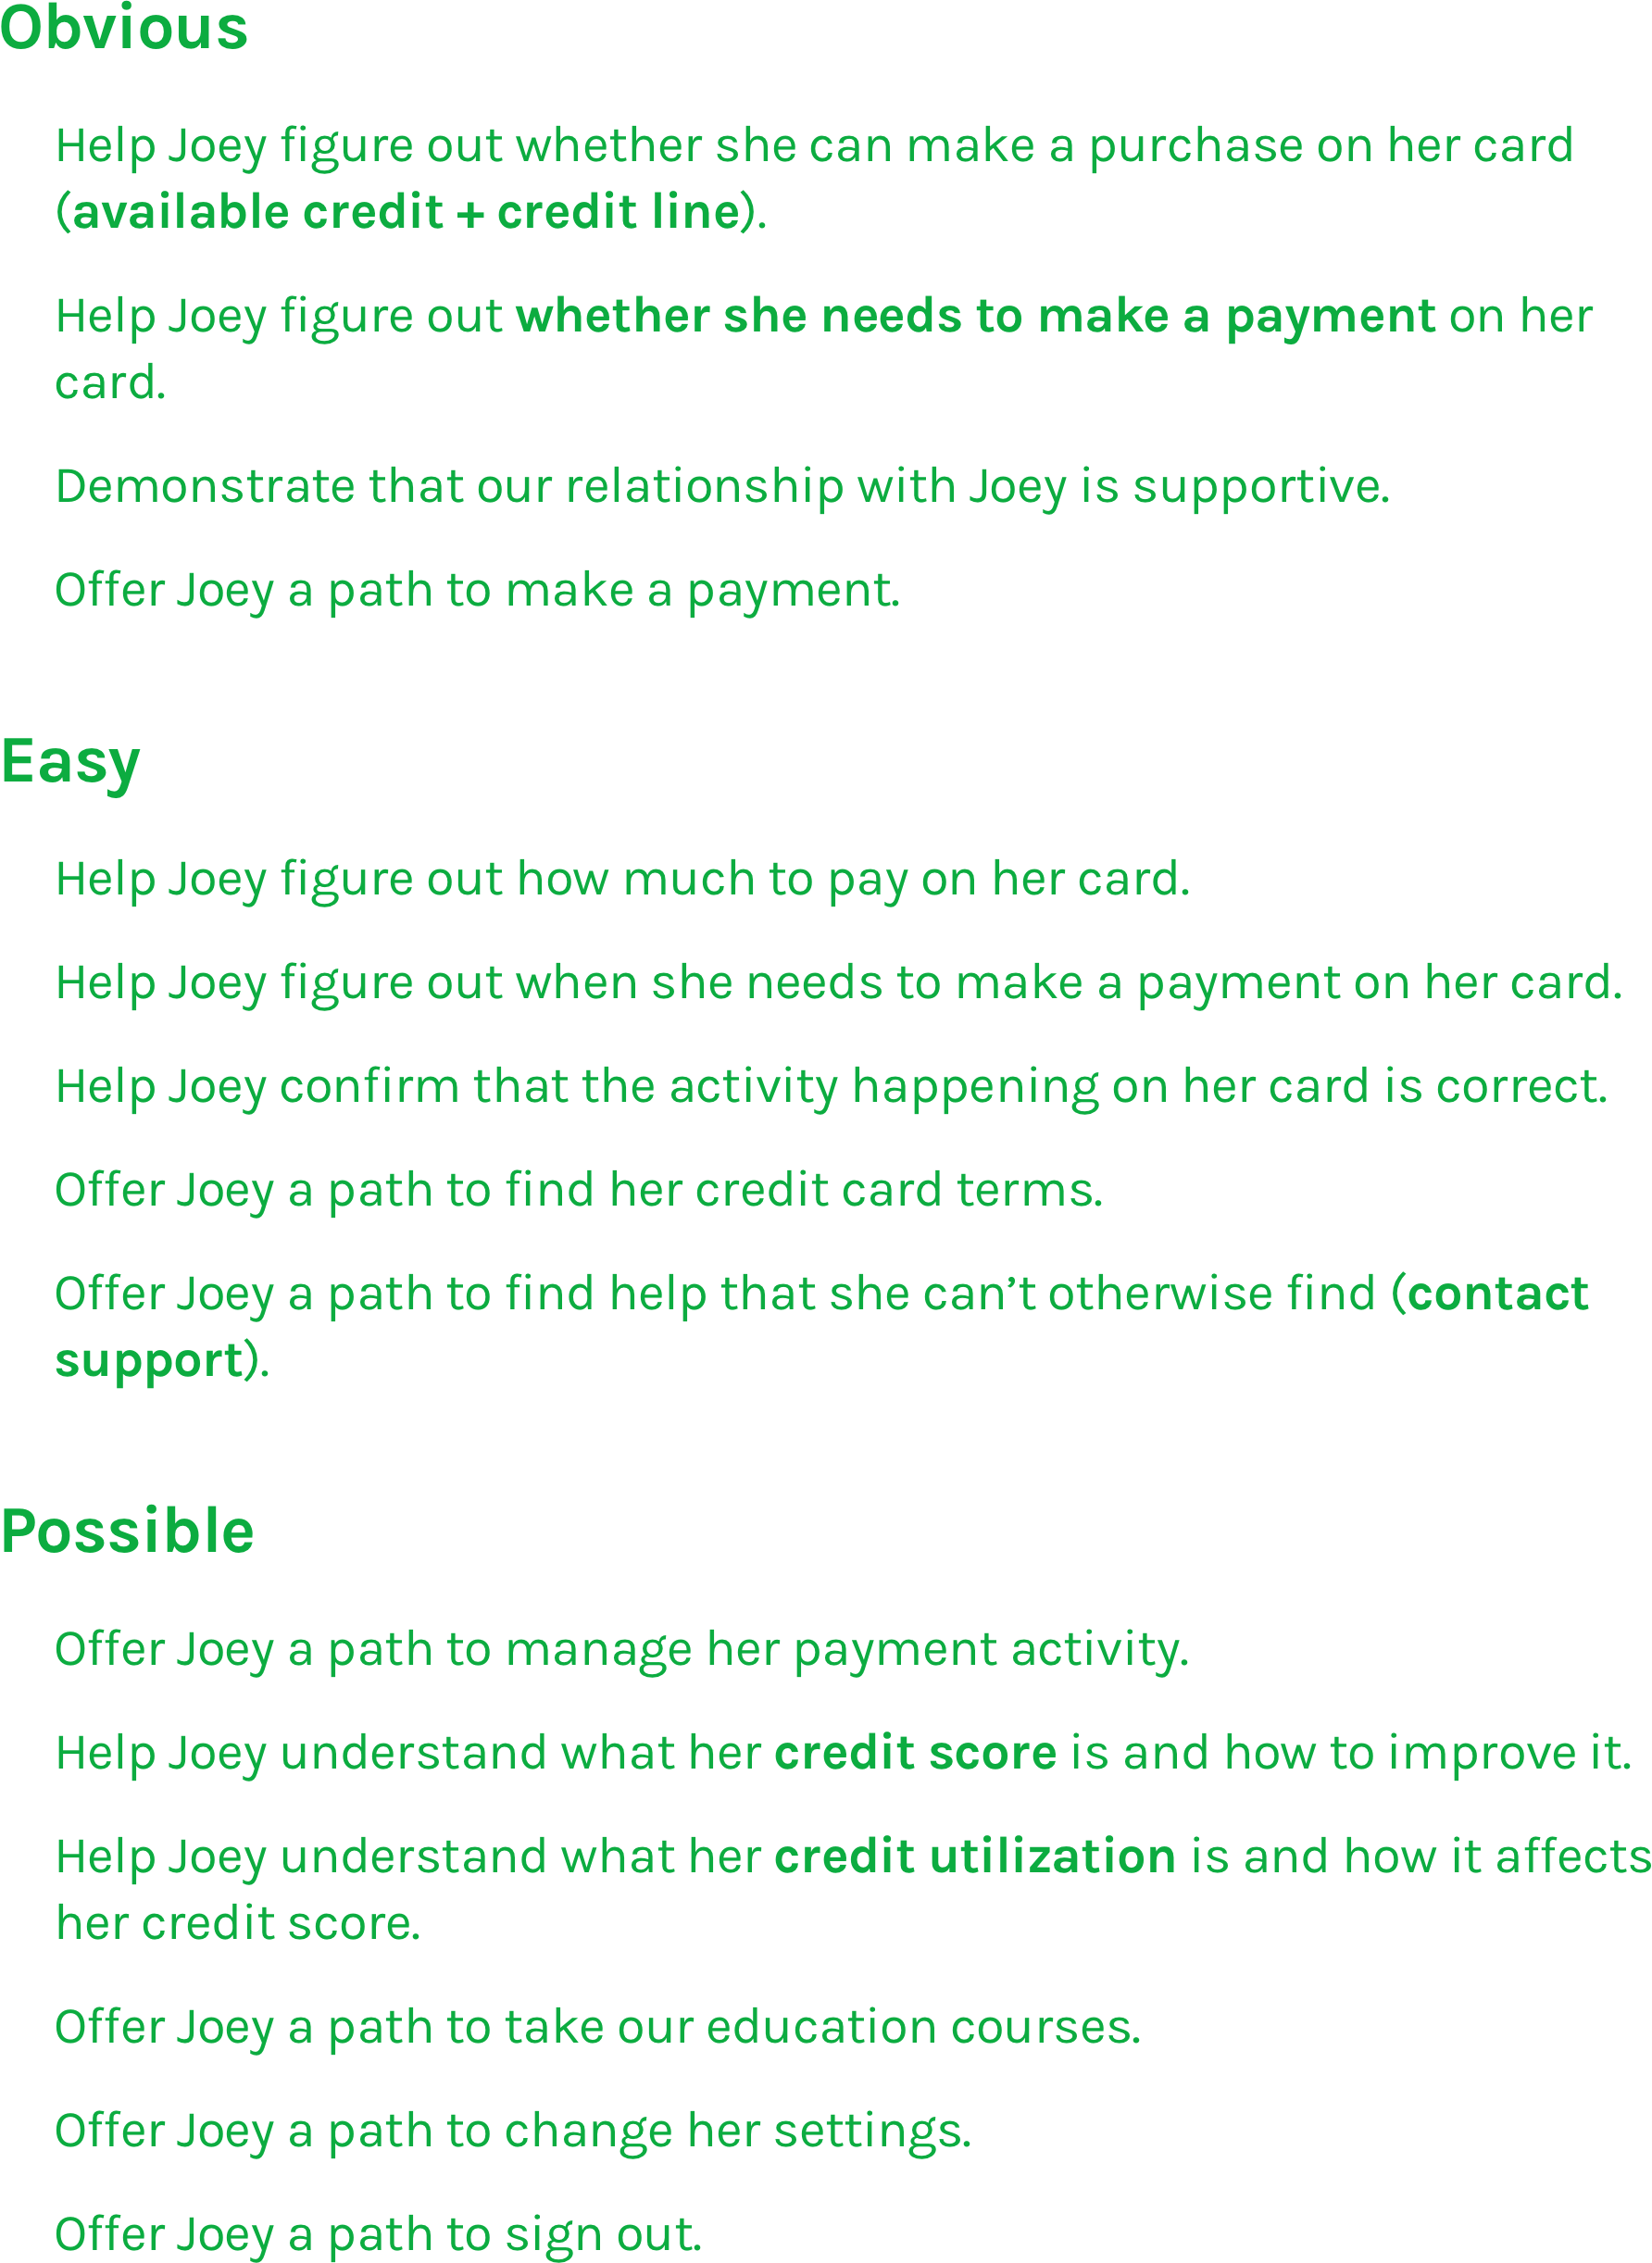 Obvious
Help Joey figure out whether she can make a purchase on her card
(available credit + credit line).
Help Joey figure out whether she needs to make a payment on her
card.
Demonstrate that our relationship with Joey is supportive.
Offer Joey a path to make a payment.
Easy
Help Joey figure out how much to pay on her card.
Help Joey figure out when she needs to make a payment on her card.
Help Joey confirm that the activity happening on her card is correct.
Offer Joey a path to find her credit card terms.
Offer Joey a path to find help that she can’t otherwise find (contact
support).
Possible
Offer Joey a path to manage her payment activity.
Help Joey understand what her credit score is and how to improve it.
Help Joey understand what her credit utilization is and how it affects
her credit score.
Offer Joey a path to take our education courses.
Offer Joey a path to change her settings.
Offer Joey a path to sign out.